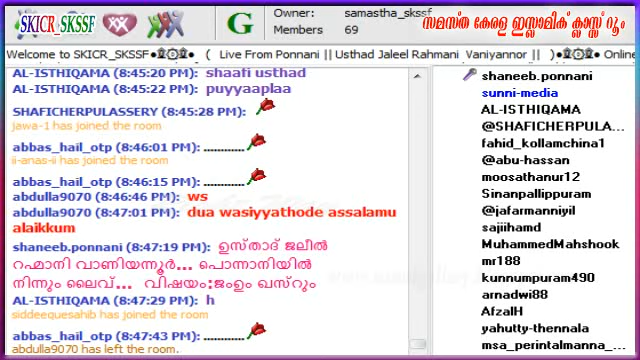 SKICR_SKSSF
G
Owner: samastha_skssf
Members 69
സമസ്ത കേരള ഇസ്ലാമിക് ക്ലാസ്സ് റൂം
Welcome to SKICR_SKSSF ( Live From Ponnani || Ustad Jaleel Rahmani Vaniyannor || Online
AL-ISTHIQAMA (8:45:20 PM): shaafi usthad
AL-ISTHIQAMA (8:45:22 PM): puyyaaplaa
SHAFICHERPULASSERY (8:45:28 PM):
jawa-1 has joined the room
abbas_hail_otp (8:46:01 PM): ............
ii-anas-ii has joined the room
abbas_hail_otp (8:46:15 PM): ............
abdulla9070 (8:46:46 PM): ws
abdulla9070 (8:47:01 PM): dua wasiyyathode assalamu
alaikkum
shaneeb.ponnani (8:47:19 PM): ഉസ്താദ് ജലീൽ
റഹ്മാനി വാണിയന്നൂർ... പൊന്നാനിയിൽ
നിന്നും ലൈവ്... വിഷയം:ജംഉം ഖസ്റും
AL-ISTHIQAMA (8:47:29 PM): h
siddeequesahib has joined the room
abbas_hail_otp (8:47:43 PM): ............
abdulla9070 has left the room.
shaneeb.ponnani
sunni-media
AL-ISTHIQAMA
@SHAFICHERPULA...
fahid_kollamchina1
@abu-hassan
moosathanur12
Sinanpallippuram
@jafarmanniyil
sajiihamd
MuhammedMahshook
mr188
kunnumpuram490
arnadwi88
AfzalH
yahutty-thennala
msa_perintalmanna_...